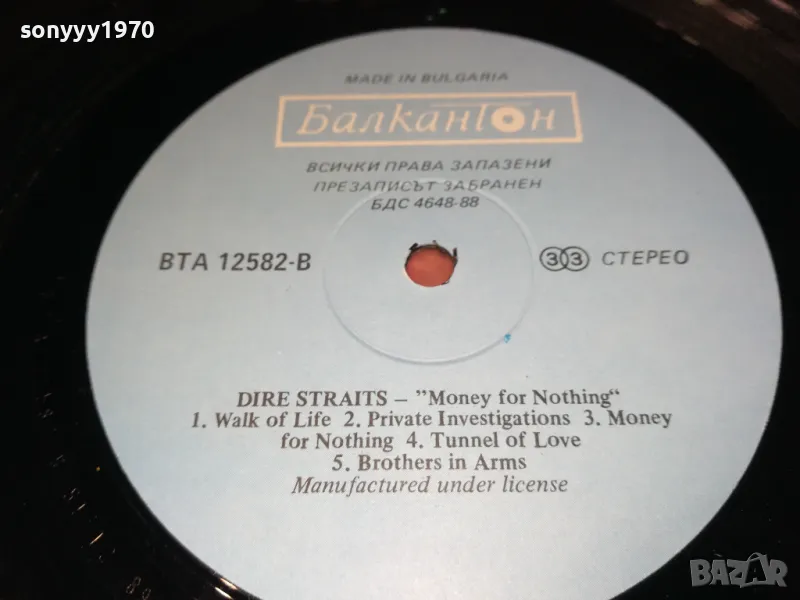 sonyyy1970
MADE IN BULGARIA
Балкантон
ВСИЧКИ ПРАВА ЗАПАЗЕНИ
ПРЕЗАПИСЪТ ЗАБРАНЕН
БДС 4648-88
ВТА 12582-В
33 СТЕРЕО
DIRE STRAITS – "Money for Nothing“
1. Walk of Life 2. Private Investigations 3. Money
for Nothing 4. Tunnel of Love
5. Brothers in Arms
Manufactured under license
BAZAR